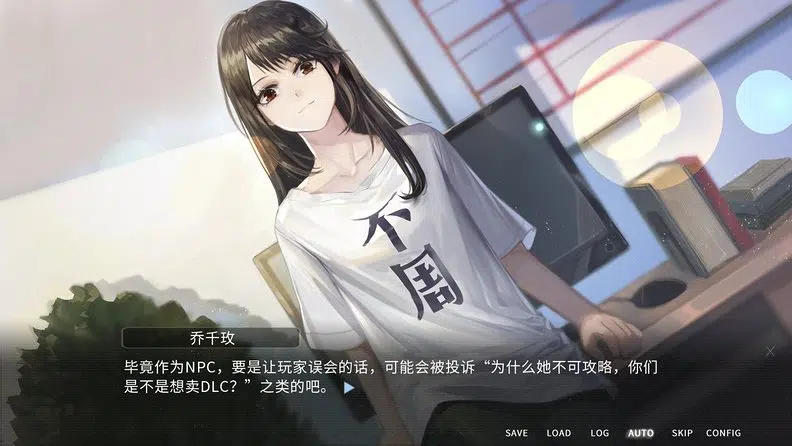 不
周
乔千玫
毕竟作为NPC，要是让玩家误会的话，可能会被投诉“为什么她不可攻略，你们
是不是想卖DLC？”之类的吧。
SAVE LOAD LOG AUTO SKIP CONFIG